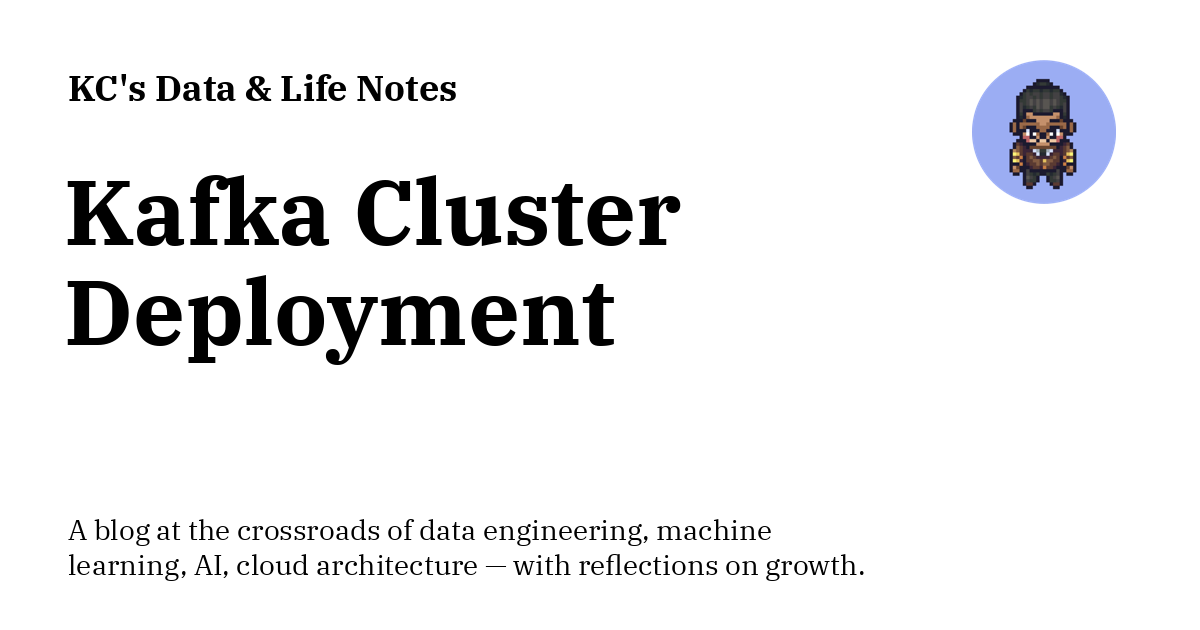 KC's Data & Life Notes
Kafka Cluster
Deployment
A blog at the crossroads of data engineering, machine
learning, AI, cloud architecture — with reflections on growth.